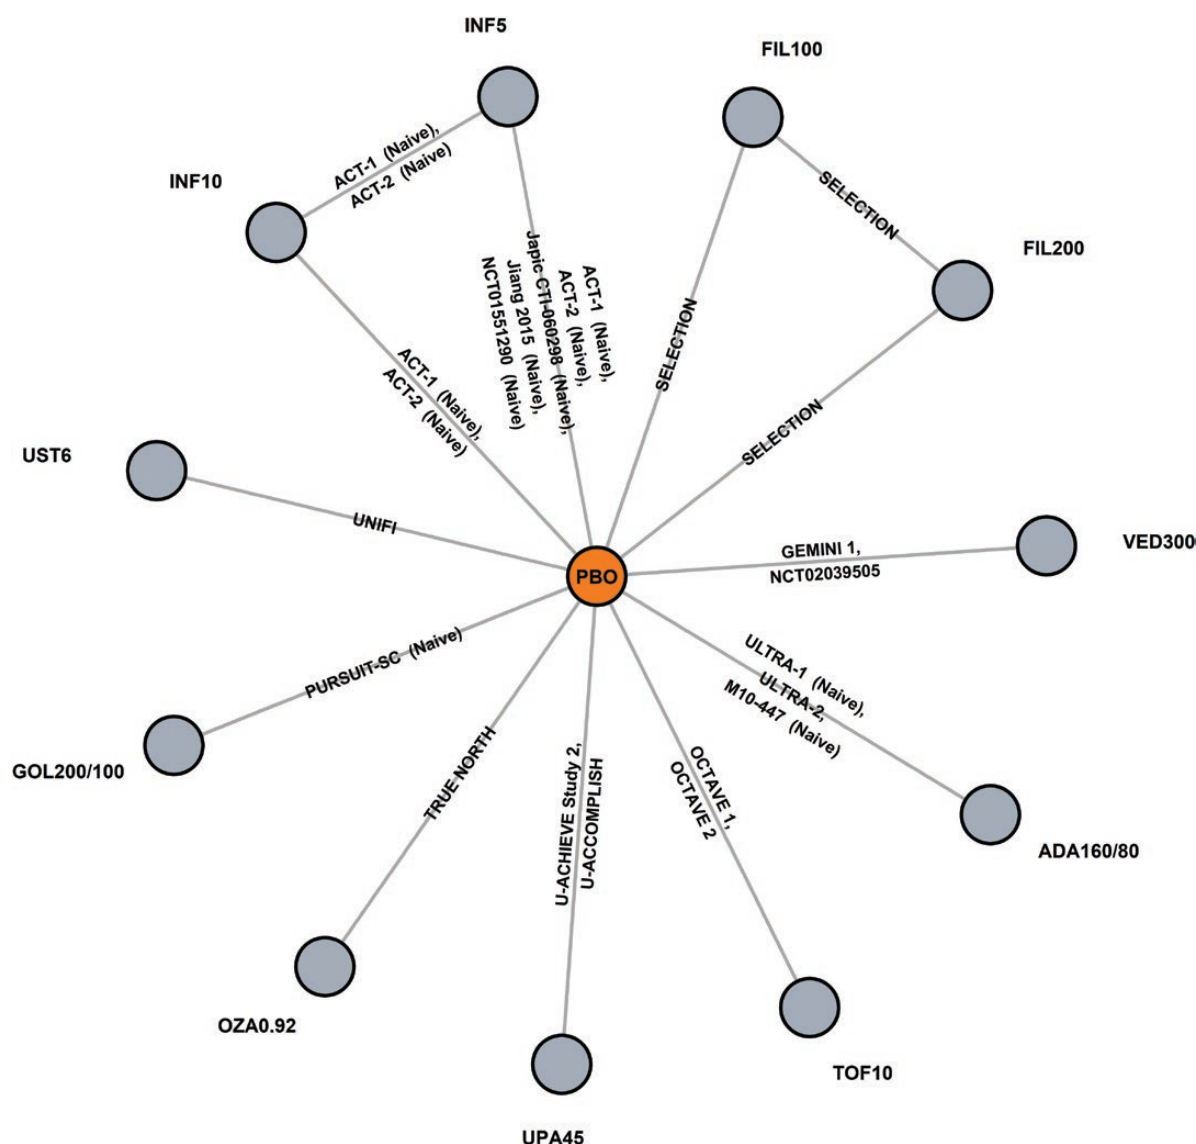 INF5
FIL100
INF10
ACT-1 (Naive),
ACT-2 (Naive)
SELECTION
FIL200
ACT-1 (Naive),
ACT-2 (Naive),
Japic CTI-060298 (Naive),
Jiang 2015 (Naive),
NCT01551290 (Naive)
SELECTION
ACT-1 (Naive),
ACT-2 (Naive)
SELECTION
UST6
UNIFI
GEMINI 1,
NCT02039505
VED300
PBO
PURSUIT-SC (Naive)
ULTRA-1 (Naive),
ULTRA-2,
M10-447 (Naive)
GOL200/100
TRUE NORTH
U-ACHIEVE Study 2,
U-ACCOMPLISH
OCTAVE 1,
OCTAVE 2
ADA160/80
OZA0.92
TOF10
UPA45